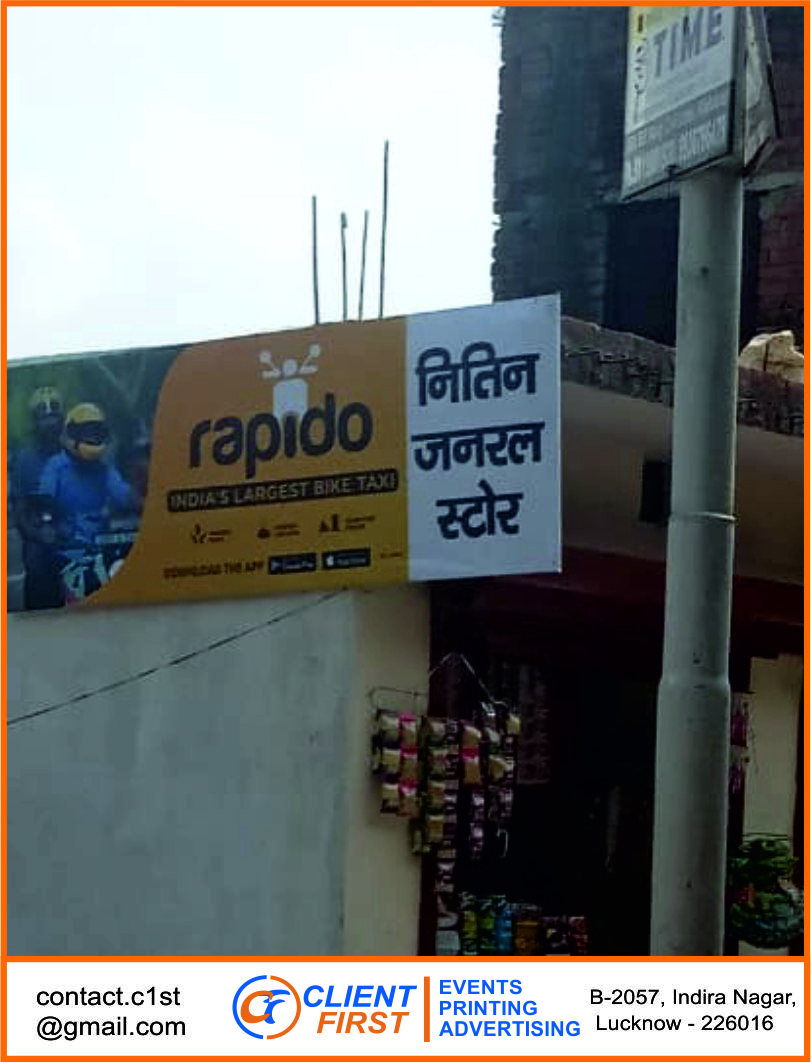 TIME
rapido
INDIA'S LARGEST BIKE TAXI
DOWNLOAD THE APP
नितिन
जनरल
स्टोर
contact.c1st
@gmail.com
CLIENT
FIRST
EVENTS
PRINTING
ADVERTISING
B-2057, Indira Nagar,
Lucknow - 226016